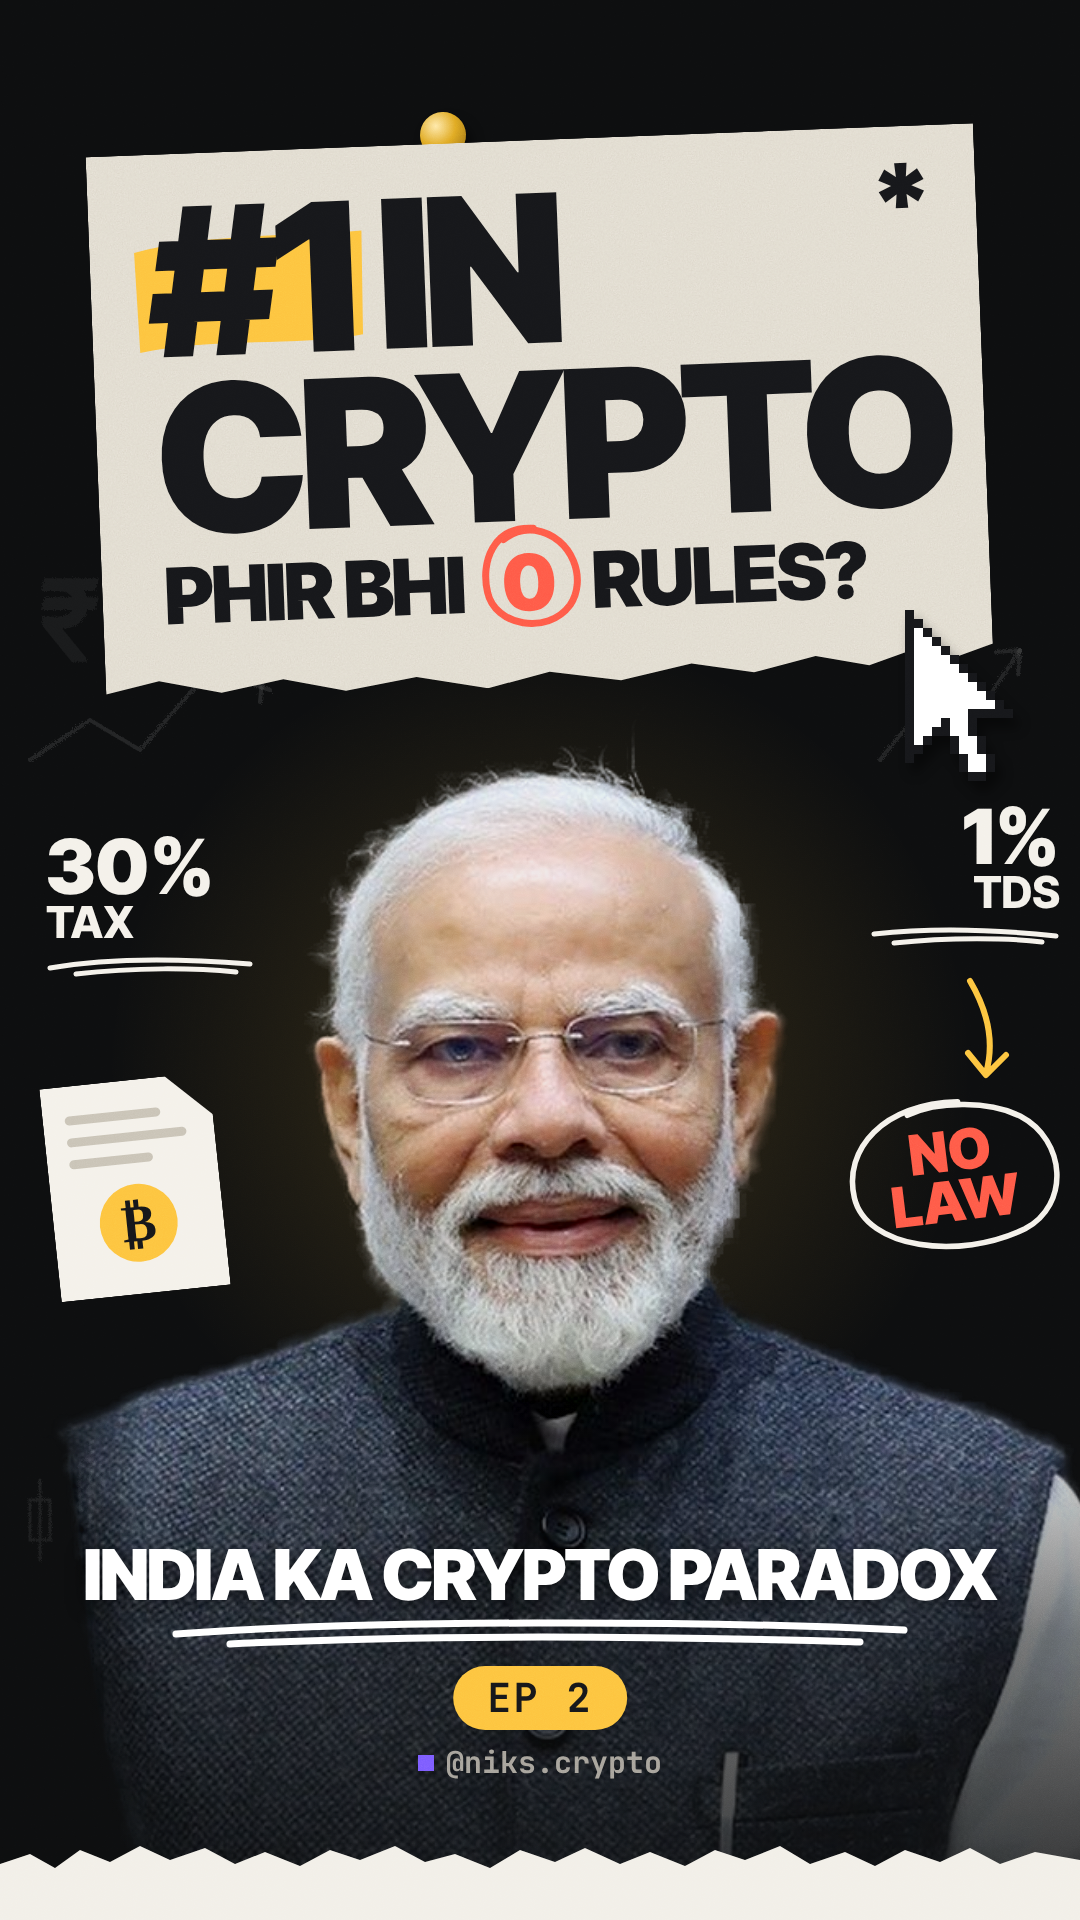 #1 IN
*
CRYPTO
PHIR BHI 0 RULES?
₹
30%
TAX
1%
TDS
NO
LAW
₿
INDIA KA CRYPTO PARADOX
EP 2
@niks.crypto